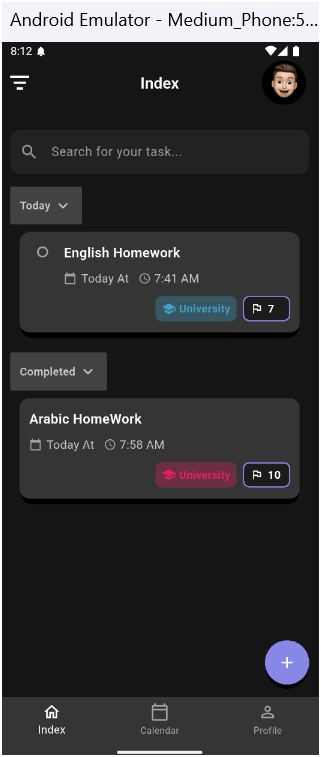 Android Emulator - Medium_Phone:5...
8:12
Index
Search for your task...
Today
English Homework
Today At 7:41 AM
University 7
Completed
Arabic HomeWork
Today At 7:58 AM
University 10
+
Index Calendar Profile